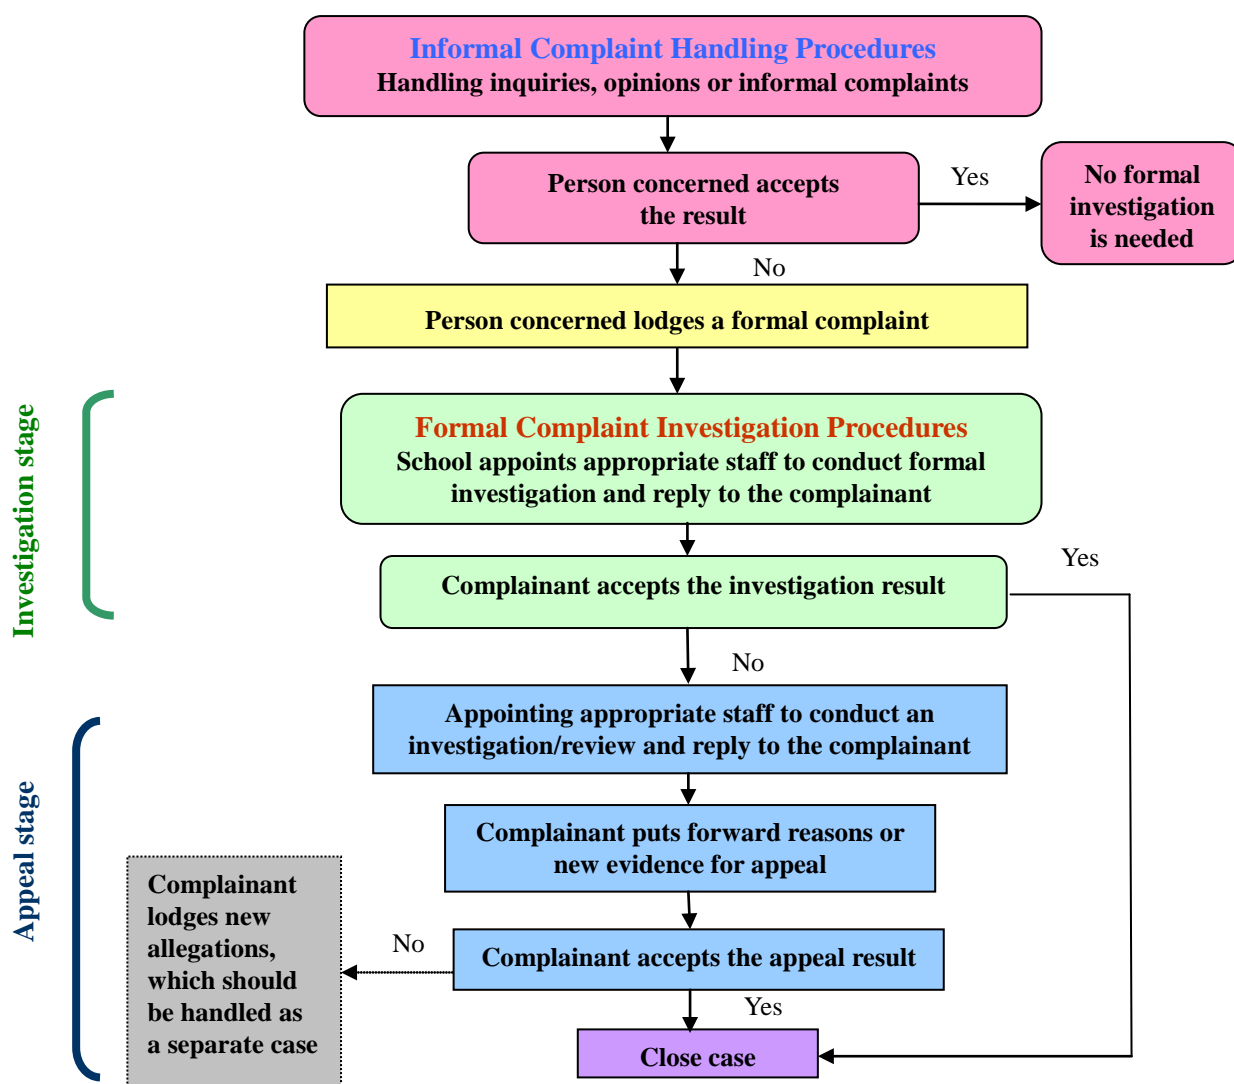 Informal Complaint Handling Procedures
Handling inquiries, opinions or informal complaints
Person concerned accepts
the result
Yes
No formal
investigation
is needed
No
Person concerned lodges a formal complaint
Investigation stage
Formal Complaint Investigation Procedures
School appoints appropriate staff to conduct formal
investigation and reply to the complainant
Complainant accepts the investigation result
Yes
No
Appeal stage
Appointing appropriate staff to conduct an
investigation/review and reply to the complainant
Complainant puts forward reasons or
new evidence for appeal
Complainant accepts the appeal result
No
Complainant
lodges new
allegations,
which should
be handled as
a separate case
Yes
Close case